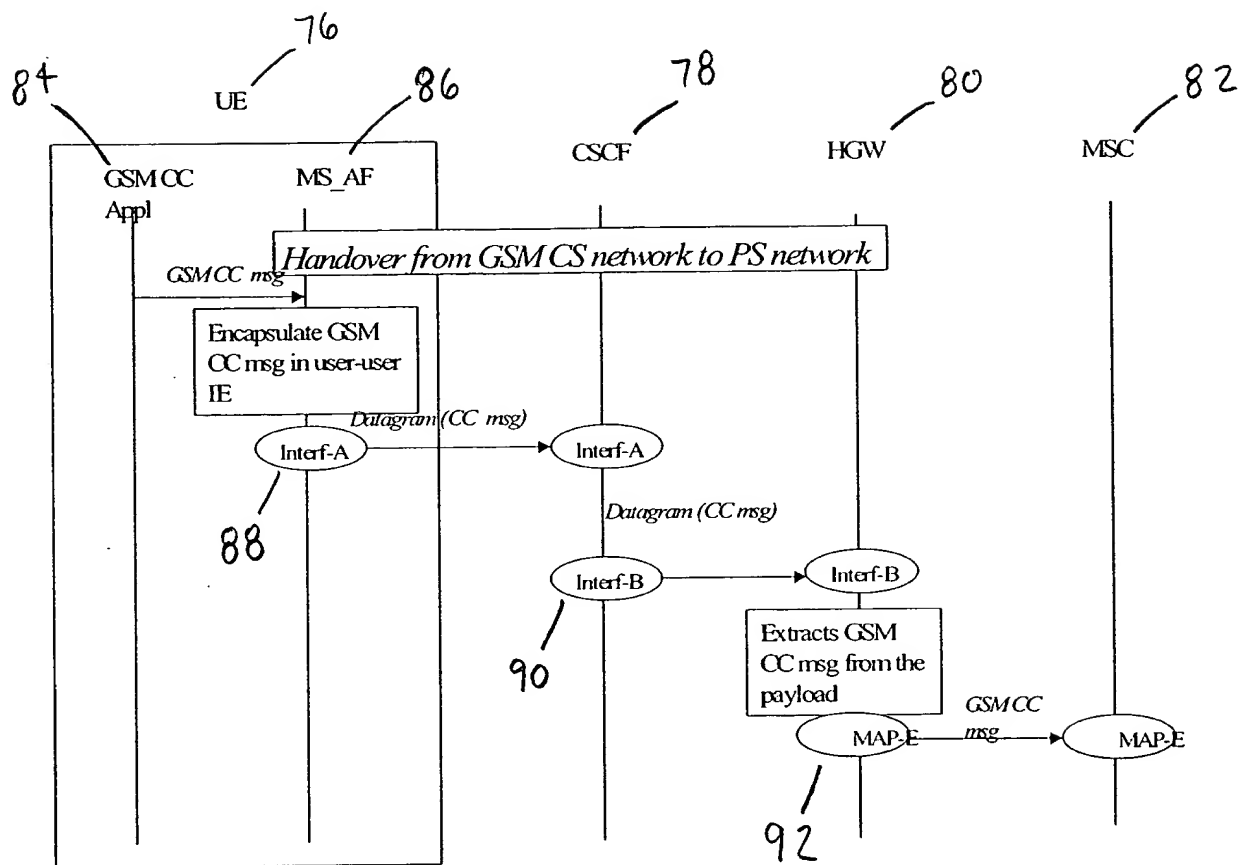 76
84
UE
86
78
80
82
CSCF
HGW
MSC
GSM CC
Appl
MS_AF
Handover from GSM CS network to PS network
GSM CC msg
Encapsulate GSM
CC msg in user-user
IE
Datagram (CC msg)
Interf-A
Interf-A
88
Datagram (CC msg)
Interf-B
Interf-B
90
Extracts GSM
CC msg from the
payload
GSM CC
msg
MAP-E
MAP-E
92